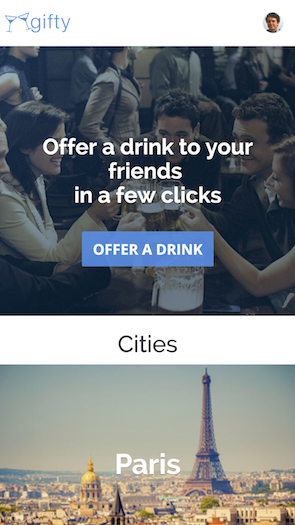 gifty
Offer a drink to your
friends
in a few clicks
OFFER A DRINK
Cities
Paris